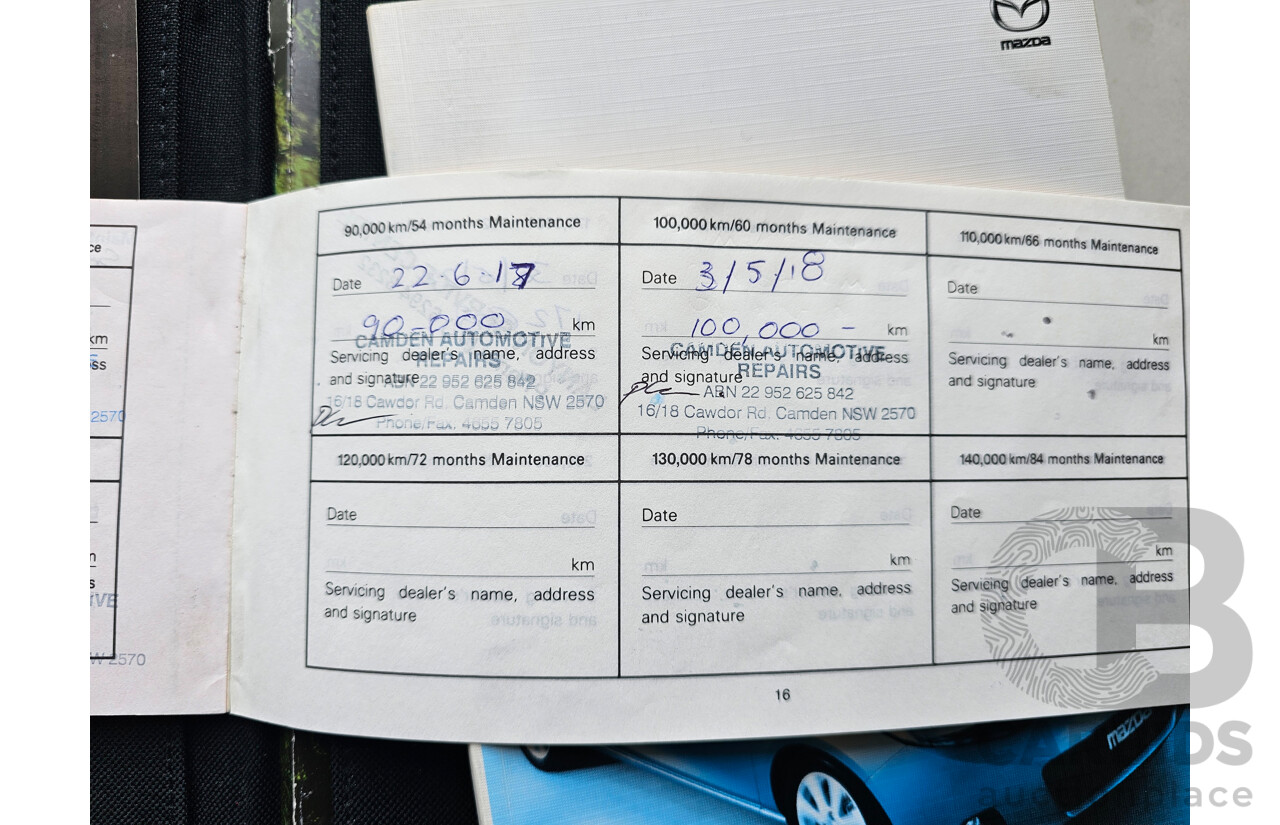 mazda
90,000 km/54 months Maintenance
Date 22-6-17
90-000 km
CAMDEN AUTOMOTIVE
REPAIRS
Servicing dealer's name, address
and signature
ABN 22 952 625 842
16/18 Cawdor Rd. Camden NSW 2570
Phone/Fax. 4655 7805
100,000 km/60 months Maintenance
Date 3/5/18
100,000 - km
CAMDEN AUTOMOTIVE
REPAIRS
Servicing dealer's name, address
and signature
ABN 22 952 625 842
16/18 Cawdor Rd. Camden NSW 2570
Phone/Fax. 4655 7805
110,000 km/66 months Maintenance
Date
km
Servicing dealer's name, address
and signature
120,000 km/72 months Maintenance
Date
km
Servicing dealer's name, address
and signature
130,000 km/78 months Maintenance
Date
km
Servicing dealer's name, address
and signature
140,000 km/84 months Maintenance
Date
km
Servicing dealer's name, address
and signature
16
km
2570
W 2570
mazda